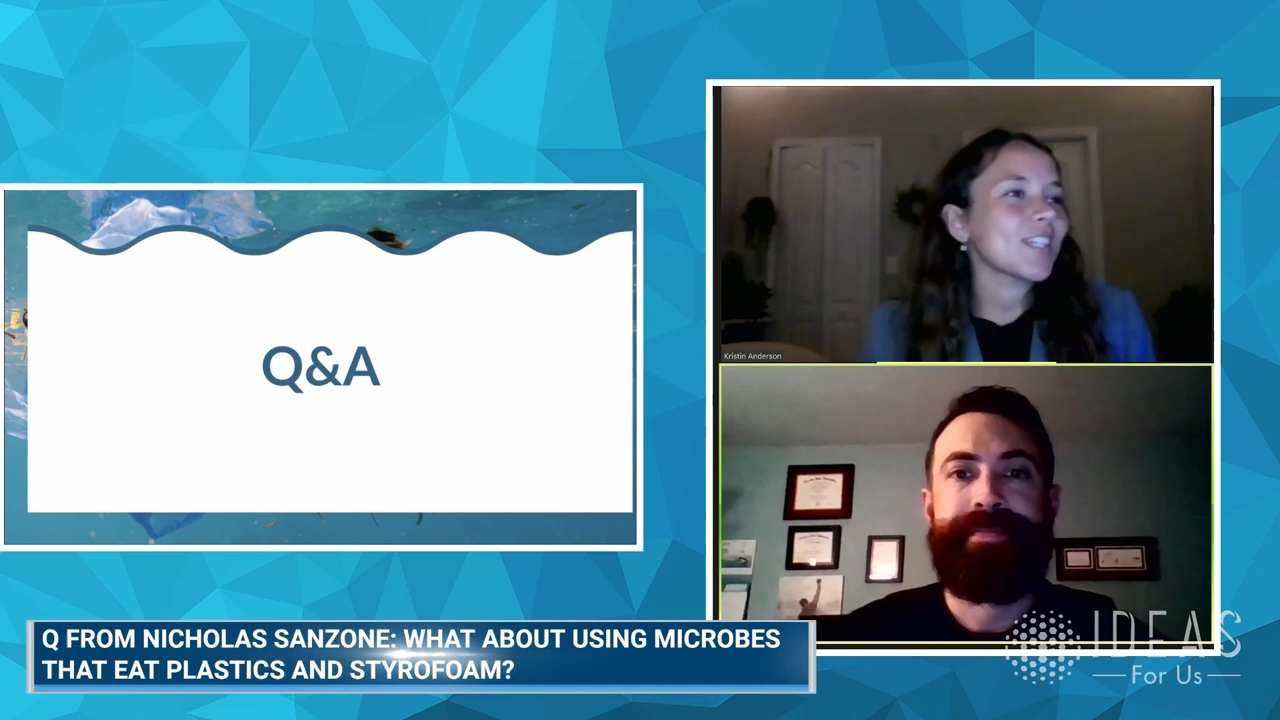 Q&A
Kristin Anderson
Q FROM NICHOLAS SANZONE: WHAT ABOUT USING MICROBES
THAT EAT PLASTICS AND STYROFOAM?
IDEAS
For Us